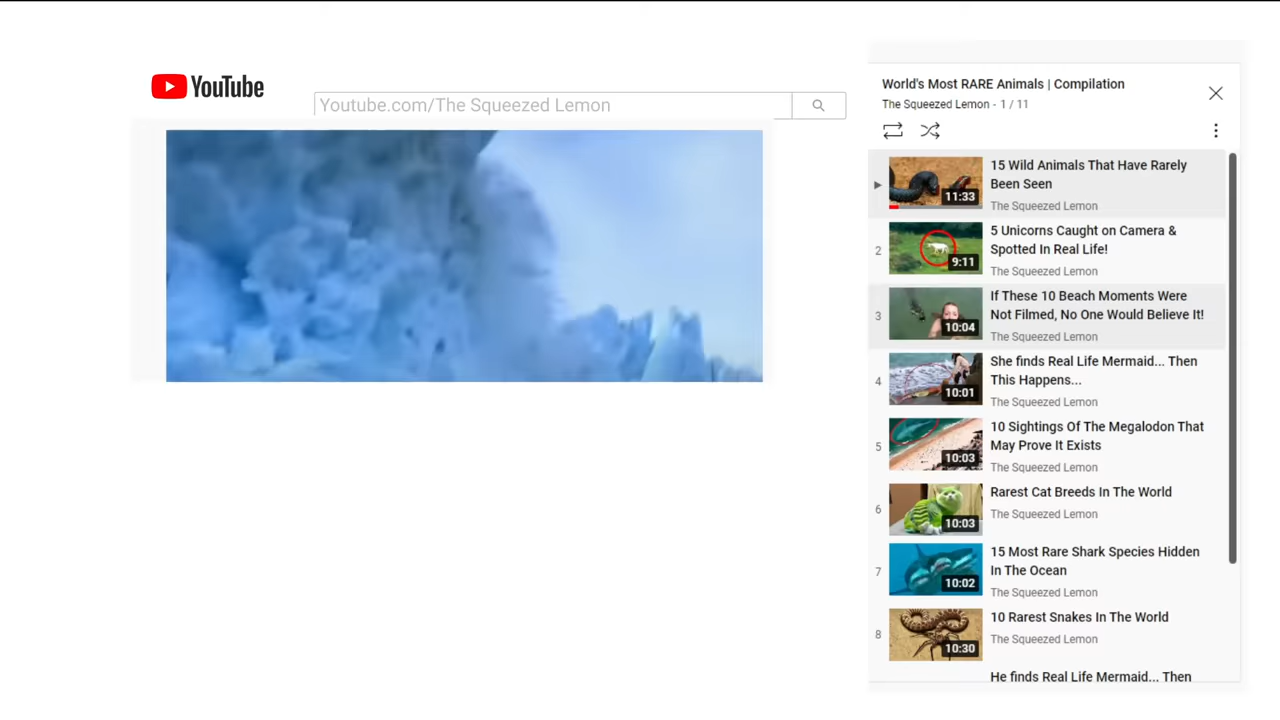 YouTube
Youtube.com/The Squeezed Lemon
World's Most RARE Animals | Compilation
The Squeezed Lemon - 1 / 11
15 Wild Animals That Have Rarely
Been Seen
11:33
The Squeezed Lemon
2
5 Unicorns Caught on Camera &
Spotted In Real Life!
9:11
The Squeezed Lemon
3
If These 10 Beach Moments Were
Not Filmed, No One Would Believe It!
10:04
The Squeezed Lemon
4
She finds Real Life Mermaid... Then
This Happens...
10:01
The Squeezed Lemon
5
10 Sightings Of The Megalodon That
May Prove It Exists
10:03
The Squeezed Lemon
6
Rarest Cat Breeds In The World
The Squeezed Lemon
10:03
7
15 Most Rare Shark Species Hidden
In The Ocean
10:02
The Squeezed Lemon
8
10 Rarest Snakes In The World
The Squeezed Lemon
10:30
He finds Real Life Mermaid... Then